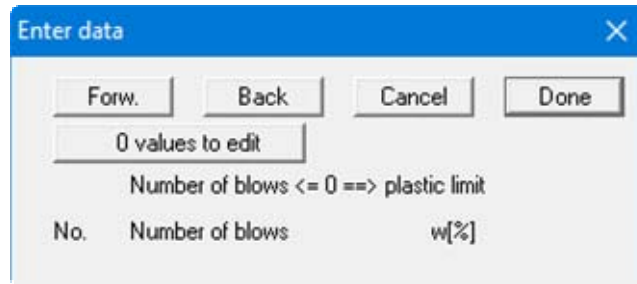 Enter data
Forw. Back Cancel Done
0 values to edit
Number of blows <= 0 ==> plastic limit
No. Number of blows w[%]